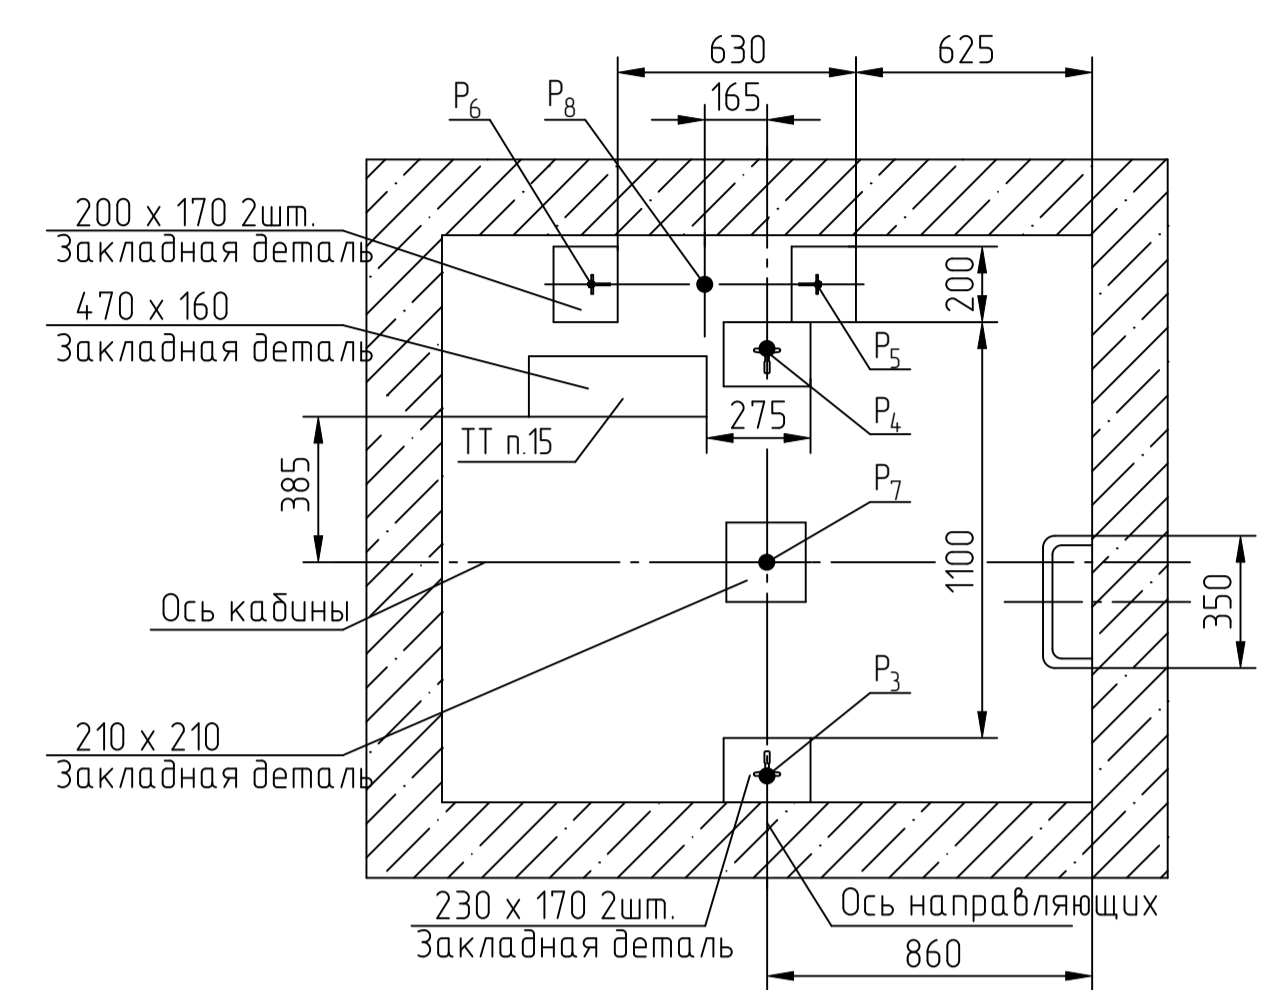 630
625
165
P6
P8
200 x 170 2шт.
Закладная деталь
470 x 160
Закладная деталь
200
P5
P4
275
ТТ п.15
385
P7
1100
350
Ось кабины
P3
210 x 210
Закладная деталь
230 x 170 2шт.
Закладная деталь
Ось направляющих
860